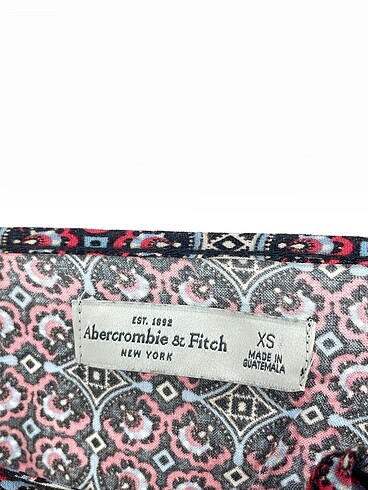 EST. 1892
Abercrombie & Fitch
NEW YORK
XS
MADE IN
GUATEMALA